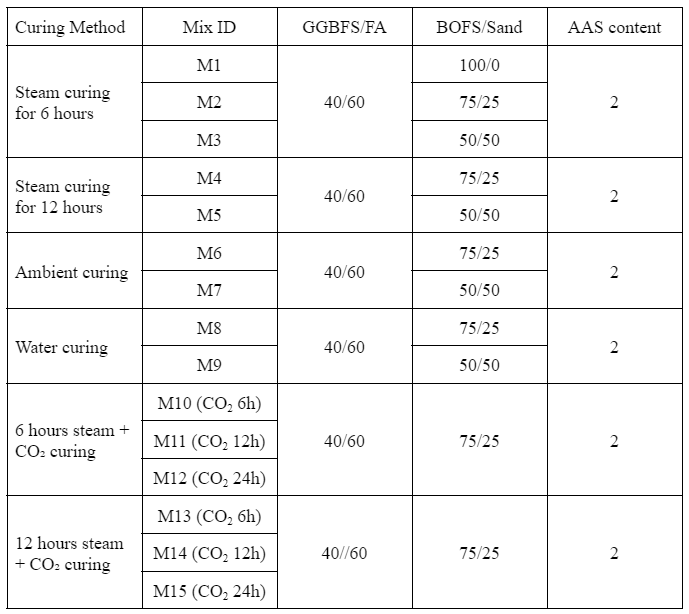 Curing Method Mix ID GGBFS/FA BOFS/Sand AAS content
Steam curing
for 6 hours
M1 100/0
M2 40/60 75/25 2
M3 50/50
Steam curing
for 12 hours
M4 75/25
40/60 2
M5 50/50
Ambient curing
M6 75/25
40/60 2
M7 50/50
Water curing
M8 75/25
40/60 2
M9 50/50
6 hours steam +
CO₂ curing
M10 (CO₂ 6h)
M11 (CO₂ 12h) 40/60 75/25 2
M12 (CO₂ 24h)
12 hours steam
+ CO₂ curing
M13 (CO₂ 6h)
M14 (CO₂ 12h) 40//60 75/25 2
M15 (CO₂ 24h)